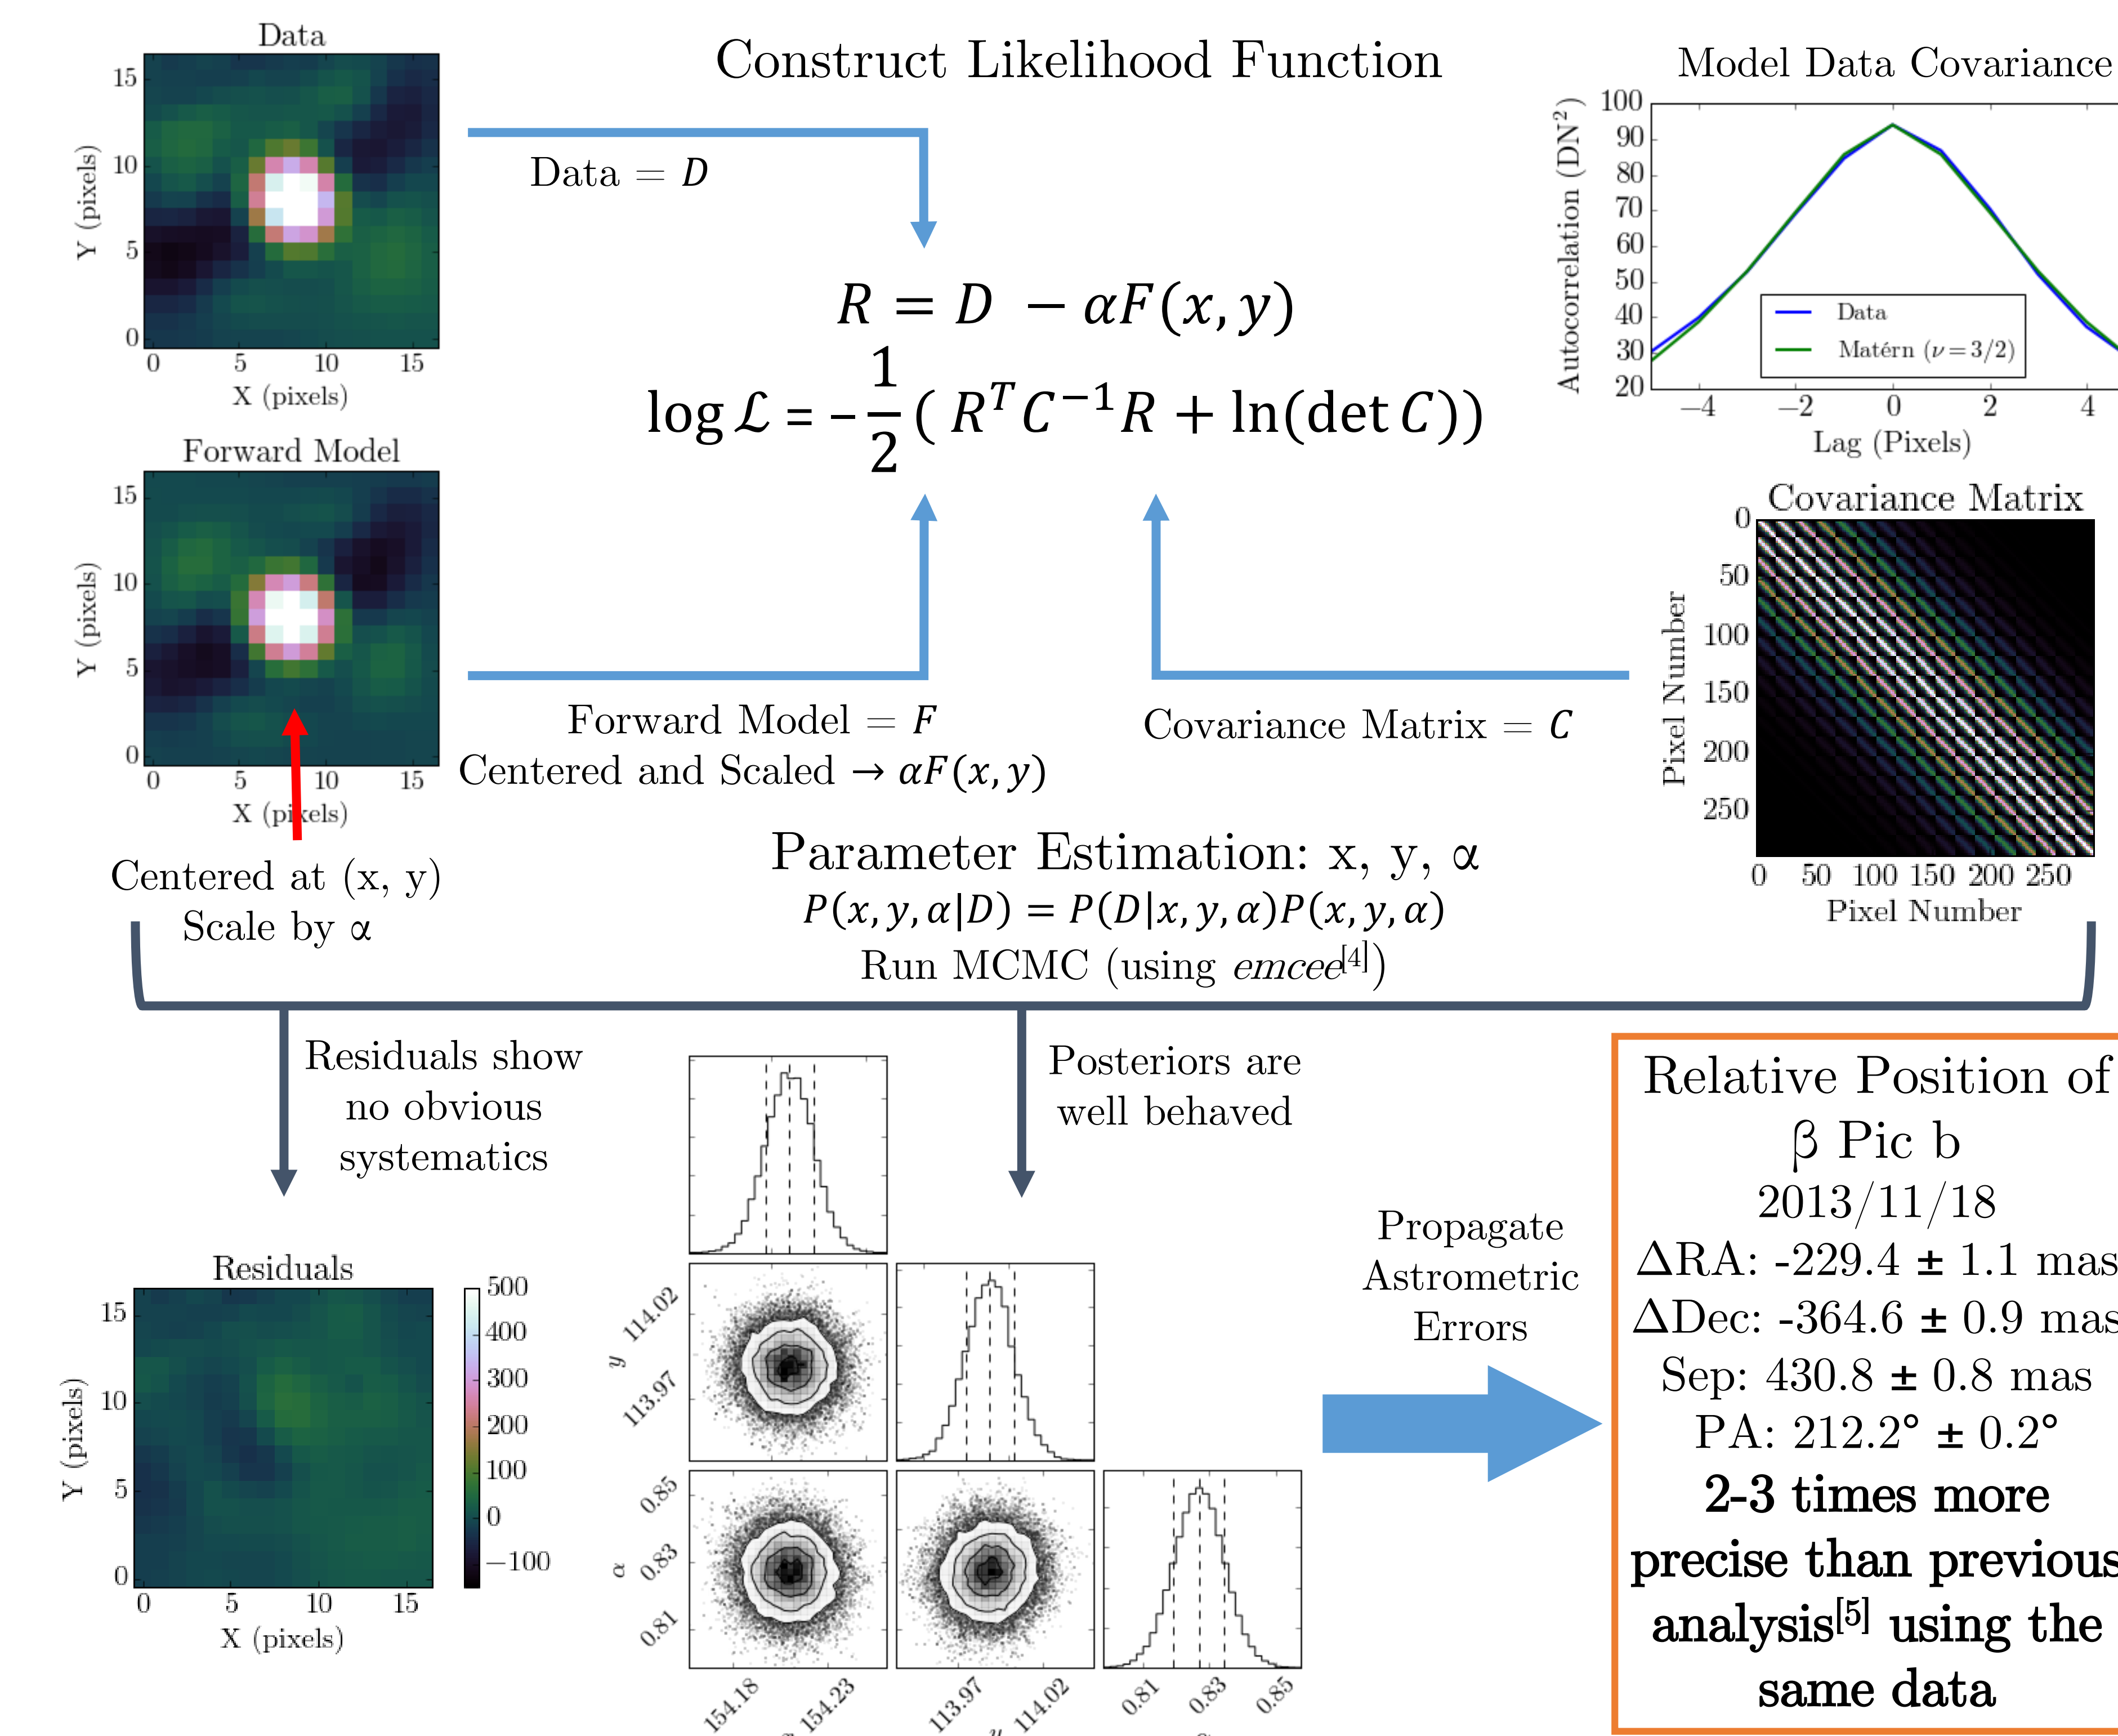 Data
15
10
5
0
Y (pixels)
0 5 10 15
X (pixels)
Construct Likelihood Function
Data = D
R = D − αF(x, y)
log ℒ = − 1/2 ( Rᵀ C⁻¹ R + ln(det C))
Model Data Covariance
100
90
80
70
60
50
40
30
20
Autocorrelation (DN²)
Data
Matérn (ν = 3/2)
−4 −2 0 2 4
Lag (Pixels)
Forward Model
15
10
5
0
Y (pixels)
0 5 10 15
X (pixels)
Centered at (x, y)
Scale by α
Forward Model = F
Centered and Scaled → αF(x, y)
Covariance Matrix = C
Covariance Matrix
0
50
100
150
200
250
Pixel Number
0 50 100 150 200 250
Pixel Number
Parameter Estimation: x, y, α
P(x, y, α|D) = P(D|x, y, α)P(x, y, α)
Run MCMC (using emcee[4])
Residuals show
no obvious
systematics
Posteriors are
well behaved
Residuals
15
10
5
0
Y (pixels)
0 5 10 15
X (pixels)
500
400
300
200
100
0
−100
114.02
113.97
y
0.85
0.83
0.81
α
154.18 154.23
113.97 114.02
0.81 0.83 0.85
Propagate
Astrometric
Errors
Relative Position of
β Pic b
2013/11/18
ΔRA: -229.4 ± 1.1 mas
ΔDec: -364.6 ± 0.9 mas
Sep: 430.8 ± 0.8 mas
PA: 212.2° ± 0.2°
2-3 times more
precise than previous
analysis[5] using the
same data